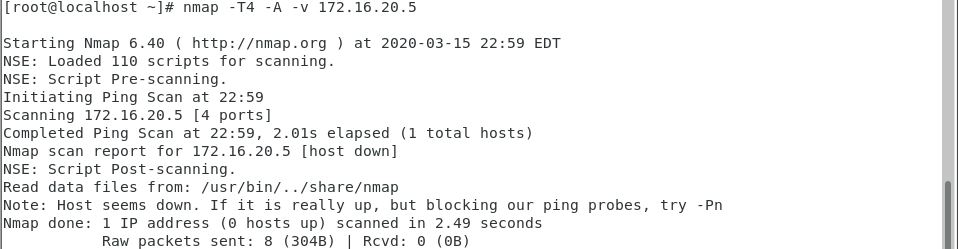 [root@localhost ~]# nmap -T4 -A -v 172.16.20.5
Starting Nmap 6.40 ( http://nmap.org ) at 2020-03-15 22:59 EDT
NSE: Loaded 110 scripts for scanning.
NSE: Script Pre-scanning.
Initiating Ping Scan at 22:59
Scanning 172.16.20.5 [4 ports]
Completed Ping Scan at 22:59, 2.01s elapsed (1 total hosts)
Nmap scan report for 172.16.20.5 [host down]
NSE: Script Post-scanning.
Read data files from: /usr/bin/../share/nmap
Note: Host seems down. If it is really up, but blocking our ping probes, try -Pn
Nmap done: 1 IP address (0 hosts up) scanned in 2.49 seconds
Raw packets sent: 8 (304B) | Rcvd: 0 (0B)